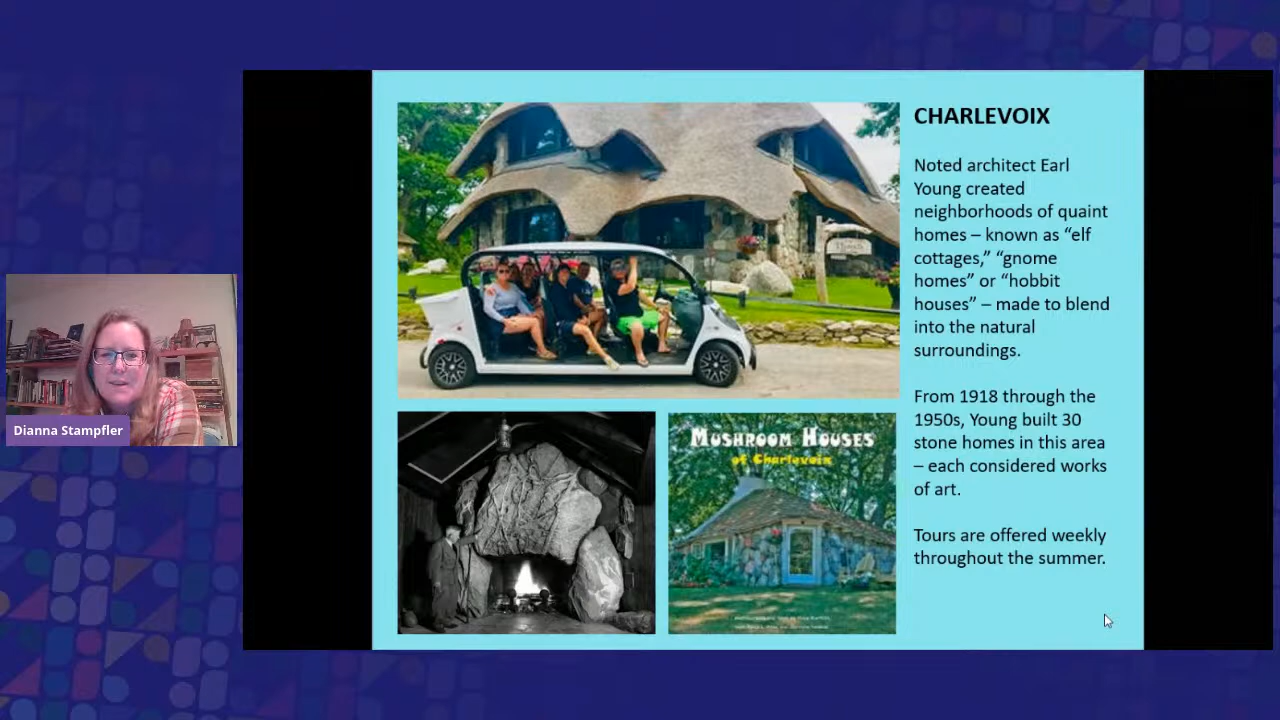 CHARLEVOIX
Noted architect Earl
Young created
neighborhoods of quaint
homes – known as “elf
cottages,” “gnome
homes” or “hobbit
houses” – made to blend
into the natural
surroundings.
From 1918 through the
1950s, Young built 30
stone homes in this area
– each considered works
of art.
Tours are offered weekly
throughout the summer.
MUSHROOM HOUSES
of Charlevoix
Dianna Stampfler